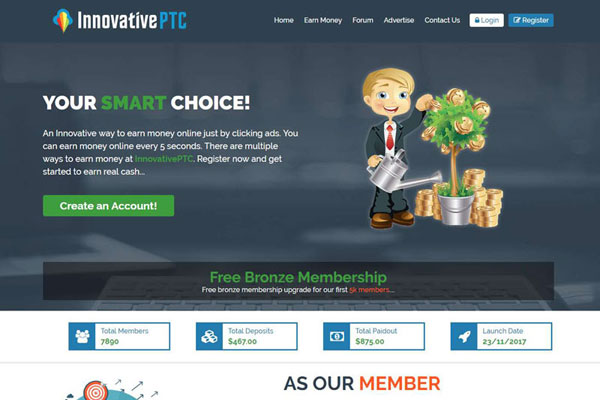 InnovativePTC
Home Earn Money Forum Advertise Contact Us Login Register
YOUR SMART CHOICE!
An Innovative way to earn money online just by clicking ads. You
can earn money online every 5 seconds. There are multiple
ways to earn money at InnovativePTC. Register now and get
started to earn real cash...
Create an Account!
Free Bronze Membership
Free bronze membership upgrade for our first 5k members...
Total Members
7890
Total Deposits
$467.00
Total Paidout
$875.00
Launch Date
23/11/2017
AS OUR MEMBER